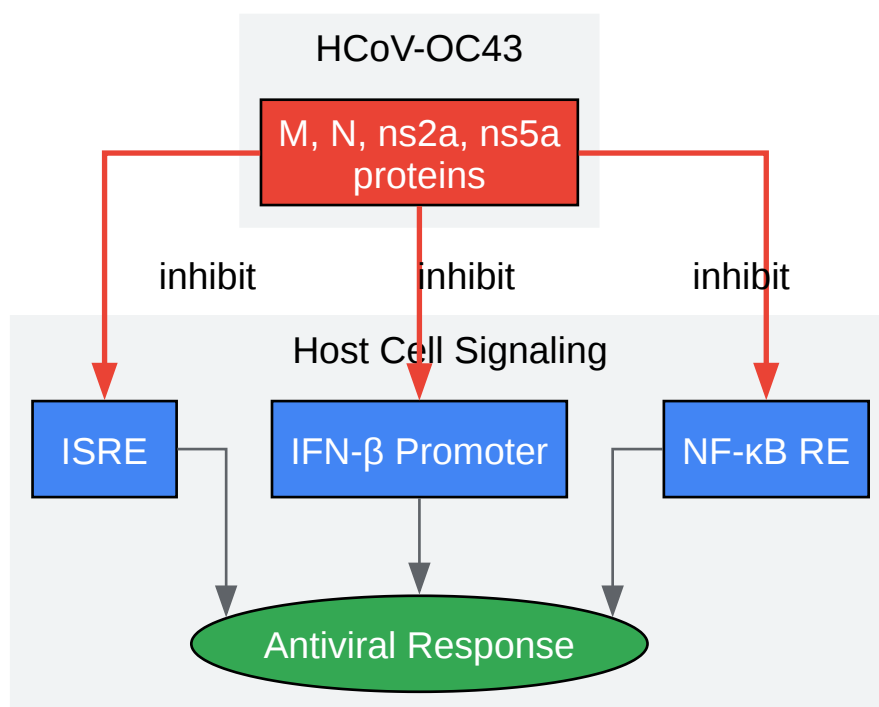 HCoV-OC43
M, N, ns2a, ns5a
proteins
inhibit
inhibit
inhibit
Host Cell Signaling
ISRE
IFN-β Promoter
NF-κB RE
Antiviral Response